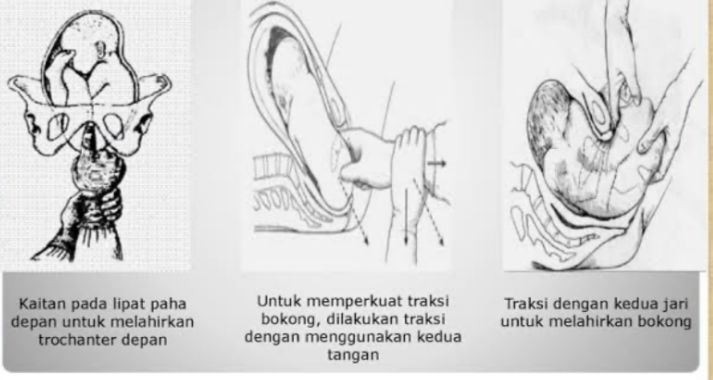 Kaitan pada lipat paha
depan untuk melahirkan
trochanter depan
Untuk memperkuat traksi
bokong, dilakukan traksi
dengan menggunakan kedua
tangan
Traksi dengan kedua jari
untuk melahirkan bokong